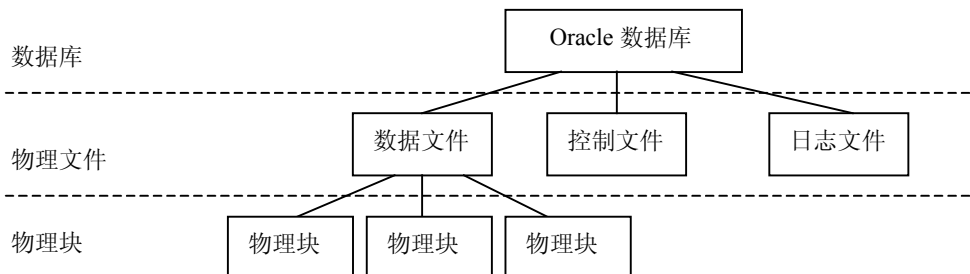 Oracle 数据库
数据库
数据文件
控制文件
日志文件
物理文件
物理块
物理块
物理块
物理块